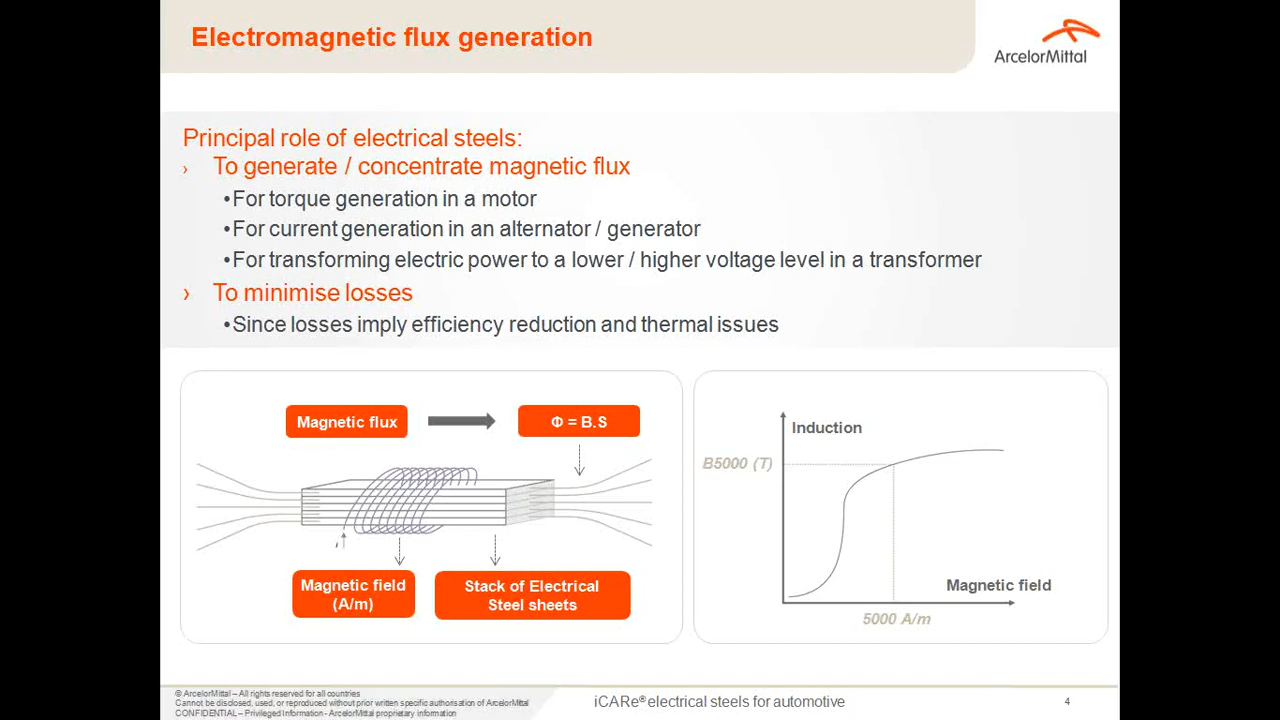 Electromagnetic flux generation
ArcelorMittal
Principal role of electrical steels:
› To generate / concentrate magnetic flux
•For torque generation in a motor
•For current generation in an alternator / generator
•For transforming electric power to a lower / higher voltage level in a transformer
› To minimise losses
•Since losses imply efficiency reduction and thermal issues
Magnetic flux
Φ = B.S
Magnetic field
(A/m)
Stack of Electrical
Steel sheets
Induction
B5000 (T)
Magnetic field
5000 A/m
© ArcelorMittal – All rights reserved for all countries
Cannot be disclosed, used, or reproduced without prior written specific authorisation of ArcelorMittal
CONFIDENTIAL – Privileged Information - ArcelorMittal proprietary information
iCARe® electrical steels for automotive
4